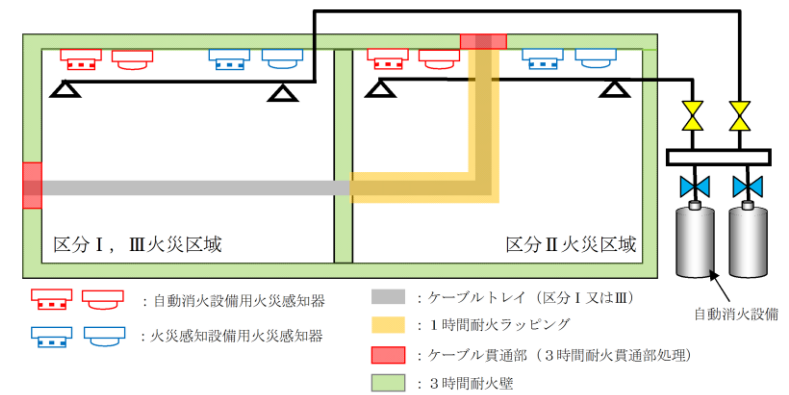 区分Ⅰ，Ⅲ火災区域
区分Ⅱ火災区域
：自動消火設備用火災感知器
：火災感知設備用火災感知器
：ケーブルトレイ（区分Ⅰ又はⅢ）
：１時間耐火ラッピング
：ケーブル貫通部（３時間耐火貫通部処理）
：３時間耐火壁
自動消火設備